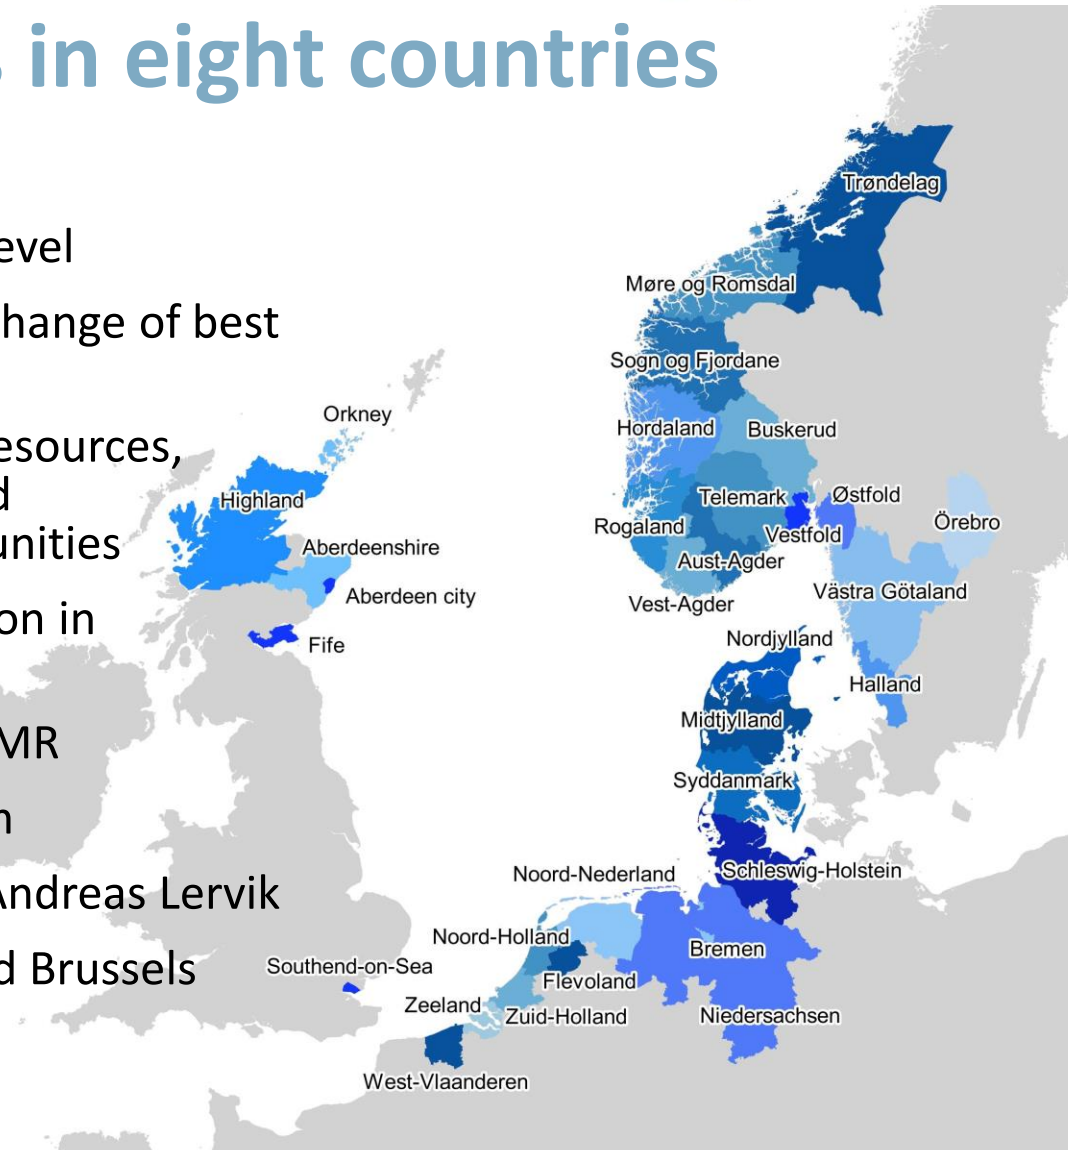 in eight countries
evel
hange of best
esources,
d
unities
on in
MR
n
Andreas Lervik
d Brussels
Trøndelag
Møre og Romsdal
Sogn og Fjordane
Hordaland
Buskerud
Orkney
Highland
Telemark
Østfold
Rogaland
Vestfold
Örebro
Aberdeenshire
Aust-Agder
Aberdeen city
Västra Götaland
Vest-Agder
Fife
Nordjylland
Halland
Midtjylland
Syddanmark
Schleswig-Holstein
Noord-Nederland
Noord-Holland
Bremen
Southend-on-Sea
Flevoland
Zeeland
Zuid-Holland
Niedersachsen
West-Vlaanderen